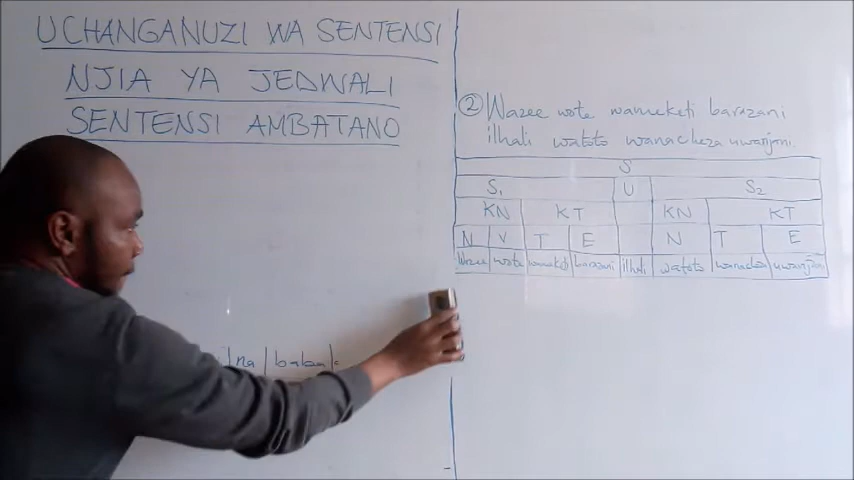 UCHANGANUZI WA SENTENSI
NJIA YA JEDWALI
SENTENSI AMBATANO
② Wazee wote wameketi barazani
ilhali watoto wanacheza uwanjani.
S
S1 U S2
KN KT KN KT
N V T E N T E
Wazee wote wameketi barazani ilhali watoto wanacheza uwanjani
na